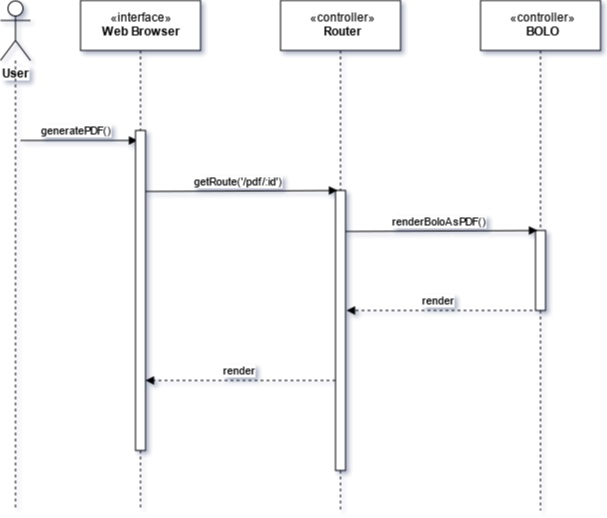 «interface»
Web Browser
«controller»
Router
«controller»
BOLO
User
generatePDF()
getRoute('/pdf/:id')
renderBoloAsPDF()
render
render